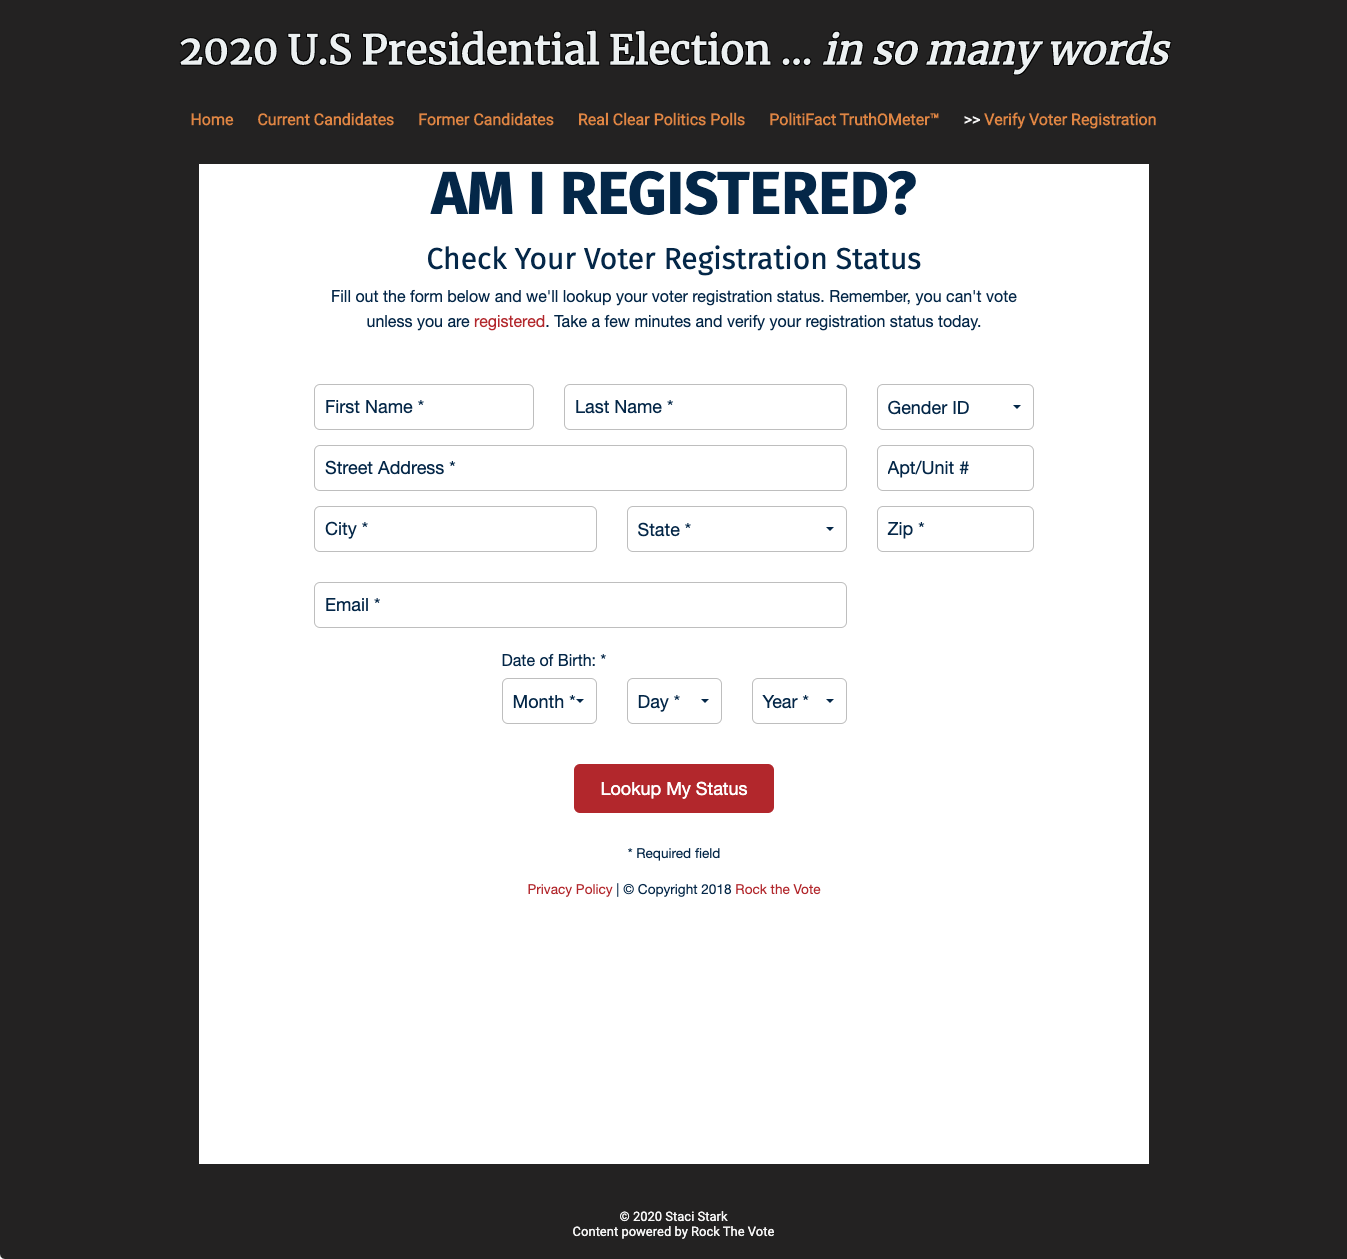 2020 U.S Presidential Election ... in so many words
Home Current Candidates Former Candidates Real Clear Politics Polls PolitiFact TruthOMeter™ >> Verify Voter Registration
AM I REGISTERED?
Check Your Voter Registration Status
Fill out the form below and we'll lookup your voter registration status. Remember, you can't vote
unless you are registered. Take a few minutes and verify your registration status today.
First Name * Last Name * Gender ID
Street Address * Apt/Unit #
City * State * Zip *
Email *
Date of Birth: *
Month * Day * Year *
Lookup My Status
* Required field
Privacy Policy | © Copyright 2018 Rock the Vote
© 2020 Staci Stark
Content powered by Rock The Vote